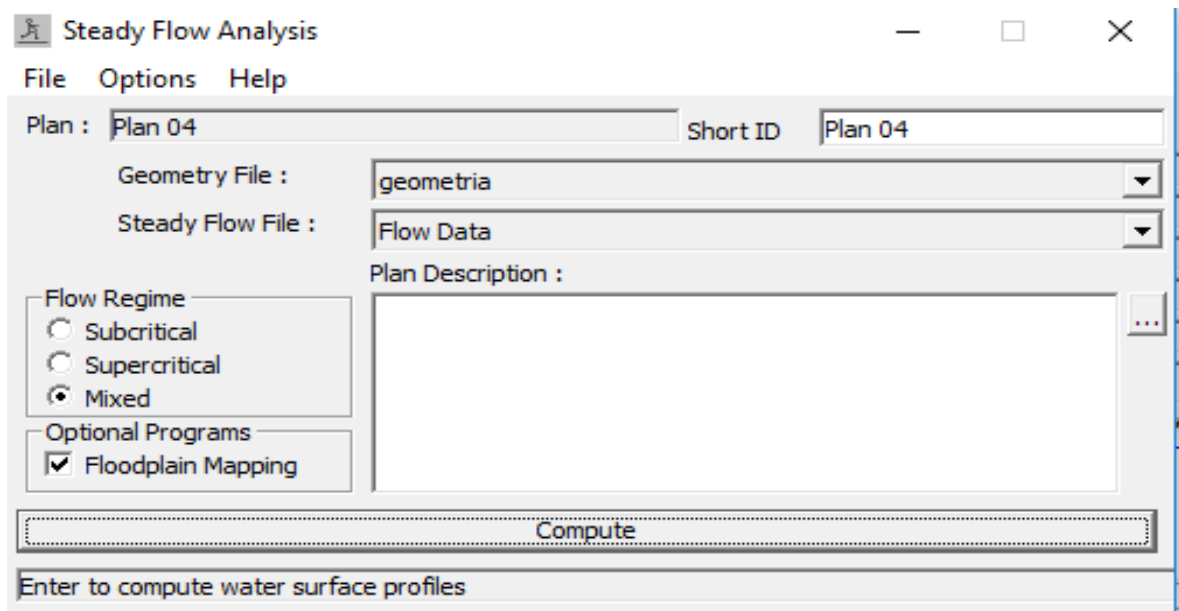 Steady Flow Analysis
File Options Help
Plan : Plan 04 Short ID Plan 04
Geometry File : geometria
Steady Flow File : Flow Data
Plan Description :
Flow Regime
Subcritical
Supercritical
Mixed
Optional Programs
Floodplain Mapping
...
Compute
Enter to compute water surface profiles